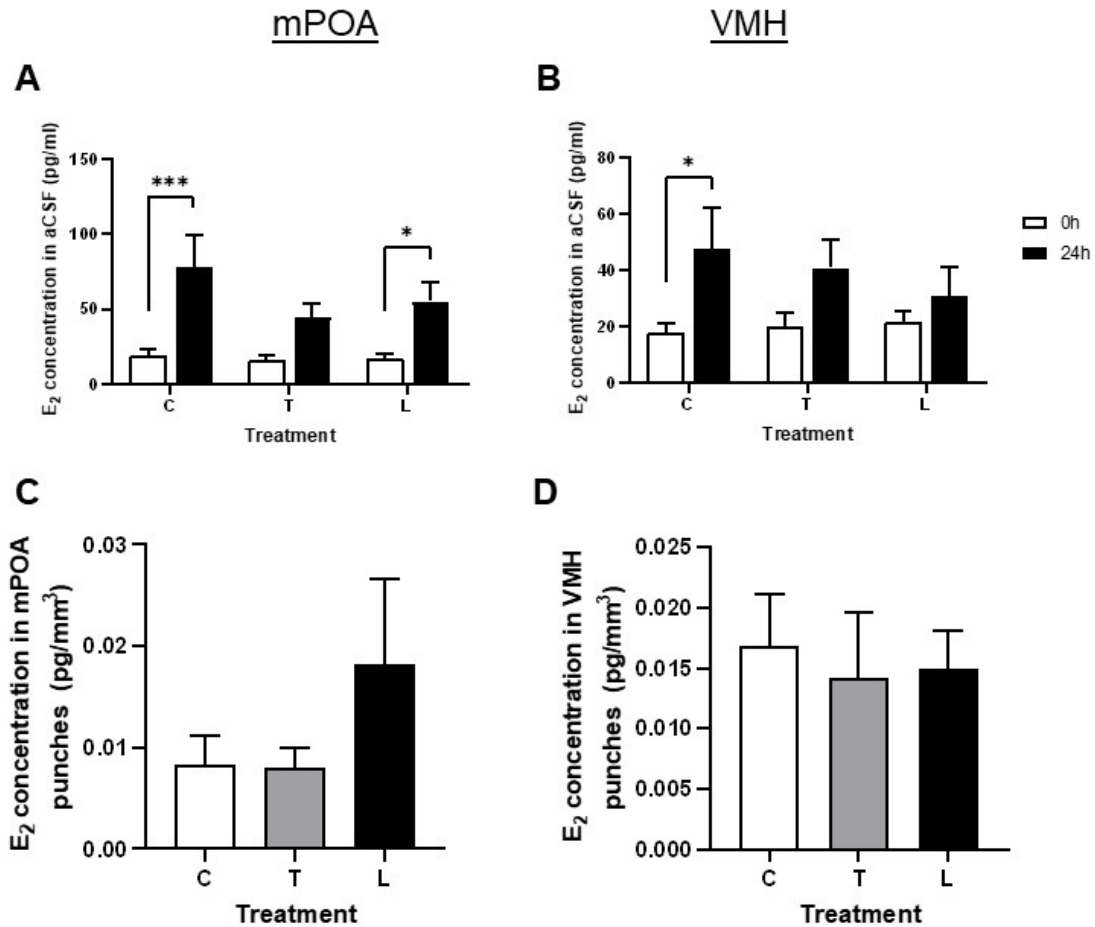 mPOA
VMH
A
E₂ concentration in aCSF (pg/ml)
150
100
50
0
***
*
C
T
L
Treatment
B
E₂ concentration in aCSF (pg/ml)
80
60
40
20
0
*
C
T
L
Treatment
0h
24h
C
E₂ concentration in mPOA
punches (pg/mm³)
0.03
0.02
0.01
0.00
C
T
L
Treatment
D
E₂ concentration in VMH
punches (pg/mm³)
0.025
0.020
0.015
0.010
0.005
0.000
C
T
L
Treatment